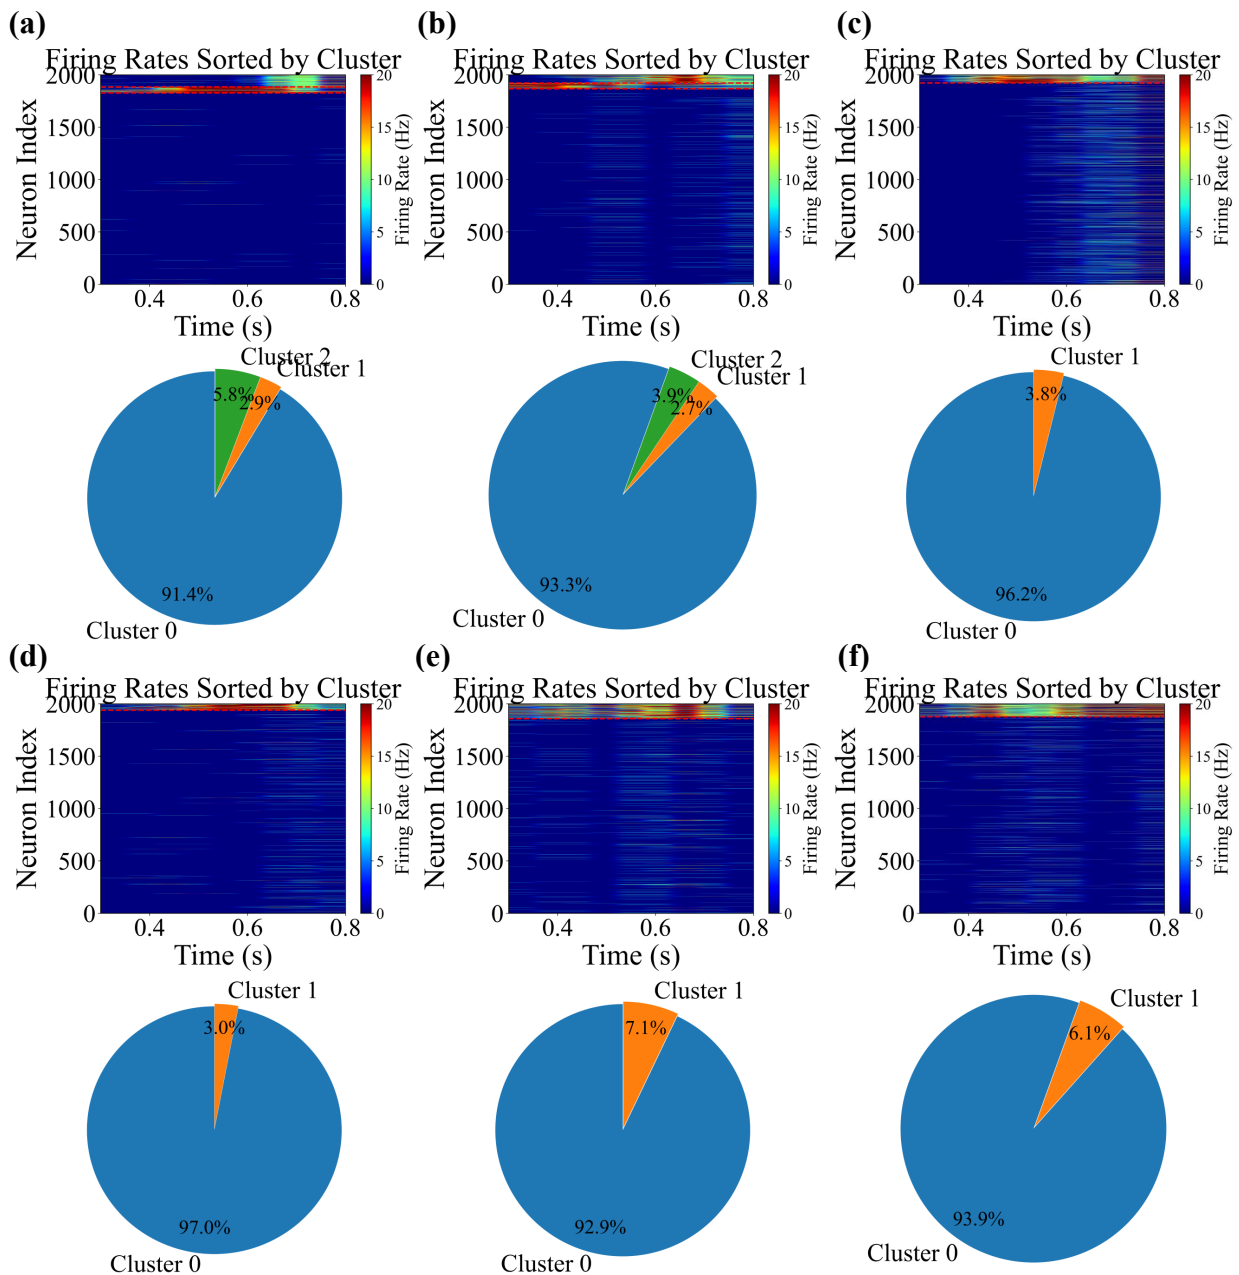 (a)
Firing Rates Sorted by Cluster
Neuron Index
2000
1500
1000
500
0
0.4
0.6
0.8
Time (s)
20
15
10
5
0
Firing Rate (Hz)
Cluster 2
Cluster 1
5.8%
2.9%
91.4%
Cluster 0
(b)
Firing Rates Sorted by Cluster
Neuron Index
2000
1500
1000
500
0
0.4
0.6
0.8
Time (s)
20
15
10
5
0
Firing Rate (Hz)
Cluster 2
Cluster 1
3.9%
2.7%
93.3%
Cluster 0
(c)
Firing Rates Sorted by Cluster
Neuron Index
2000
1500
1000
500
0
0.4
0.6
0.8
Time (s)
20
15
10
5
0
Firing Rate (Hz)
Cluster 1
3.8%
96.2%
Cluster 0
(d)
Firing Rates Sorted by Cluster
Neuron Index
2000
1500
1000
500
0
0.4
0.6
0.8
Time (s)
20
15
10
5
0
Firing Rate (Hz)
Cluster 1
3.0%
97.0%
Cluster 0
(e)
Firing Rates Sorted by Cluster
Neuron Index
2000
1500
1000
500
0
0.4
0.6
0.8
Time (s)
20
15
10
5
0
Firing Rate (Hz)
Cluster 1
7.1%
92.9%
Cluster 0
(f)
Firing Rates Sorted by Cluster
Neuron Index
2000
1500
1000
500
0
0.4
0.6
0.8
Time (s)
20
15
10
5
0
Firing Rate (Hz)
Cluster 1
6.1%
93.9%
Cluster 0